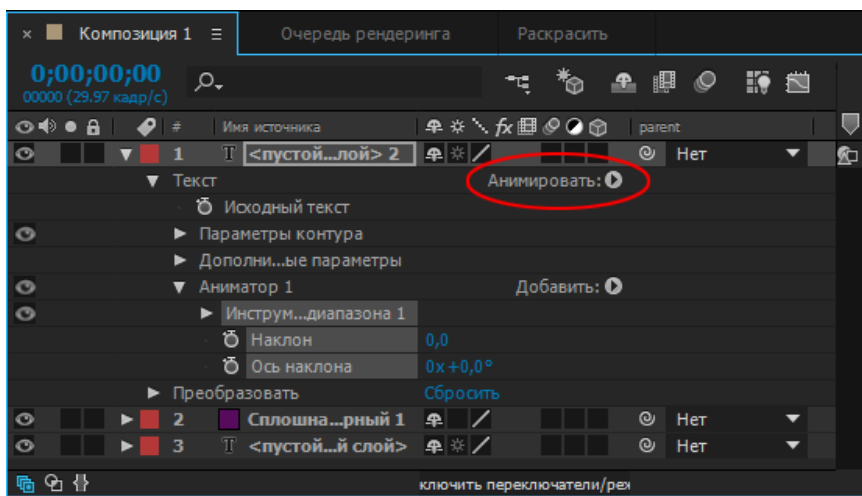 × Композиция 1 ≡ Очередь рендеринга Раскрасить
0;00;00;00
00000 (29.97 кадр/с)
# Имя источника fx parent
1 T <пустой...лой> 2 Нет
Текст Анимировать:
Исходный текст
Параметры контура
Дополни...ые параметры
Аниматор 1 Добавить:
Инструм...диапазона 1
Наклон 0,0
Ось наклона 0x+0,0°
Преобразовать Сбросить
2 Сплошна...рный 1 Нет
3 T <пустой...й слой> Нет
ключить переключатели/реж